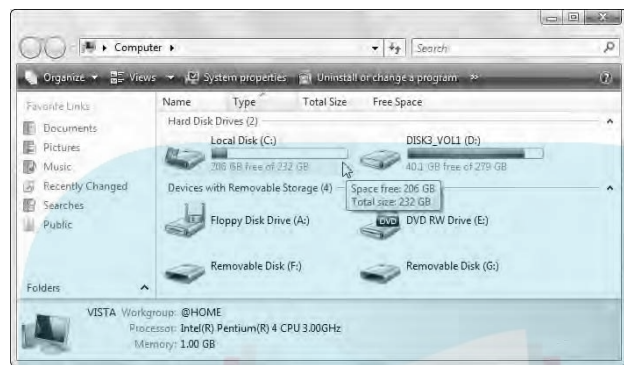 Computer
Search
Organize Views System properties Uninstall or change a program »
Favorite Links
Documents
Pictures
Music
Recently Changed
Searches
Public
Folders
Name Type Total Size Free Space
Hard Disk Drives (2)
Local Disk (C:)
206 GB free of 232 GB
DISK3_VOL1 (D:)
40.1 GB free of 279 GB
Space free: 206 GB
Total size: 232 GB
Devices with Removable Storage (4)
Floppy Disk Drive (A:)
DVD
DVD RW Drive (E:)
Removable Disk (F:)
Removable Disk (G:)
VISTA Workgroup: @HOME
Processor: Intel(R) Pentium(R) 4 CPU 3.00GHz
Memory: 1.00 GB